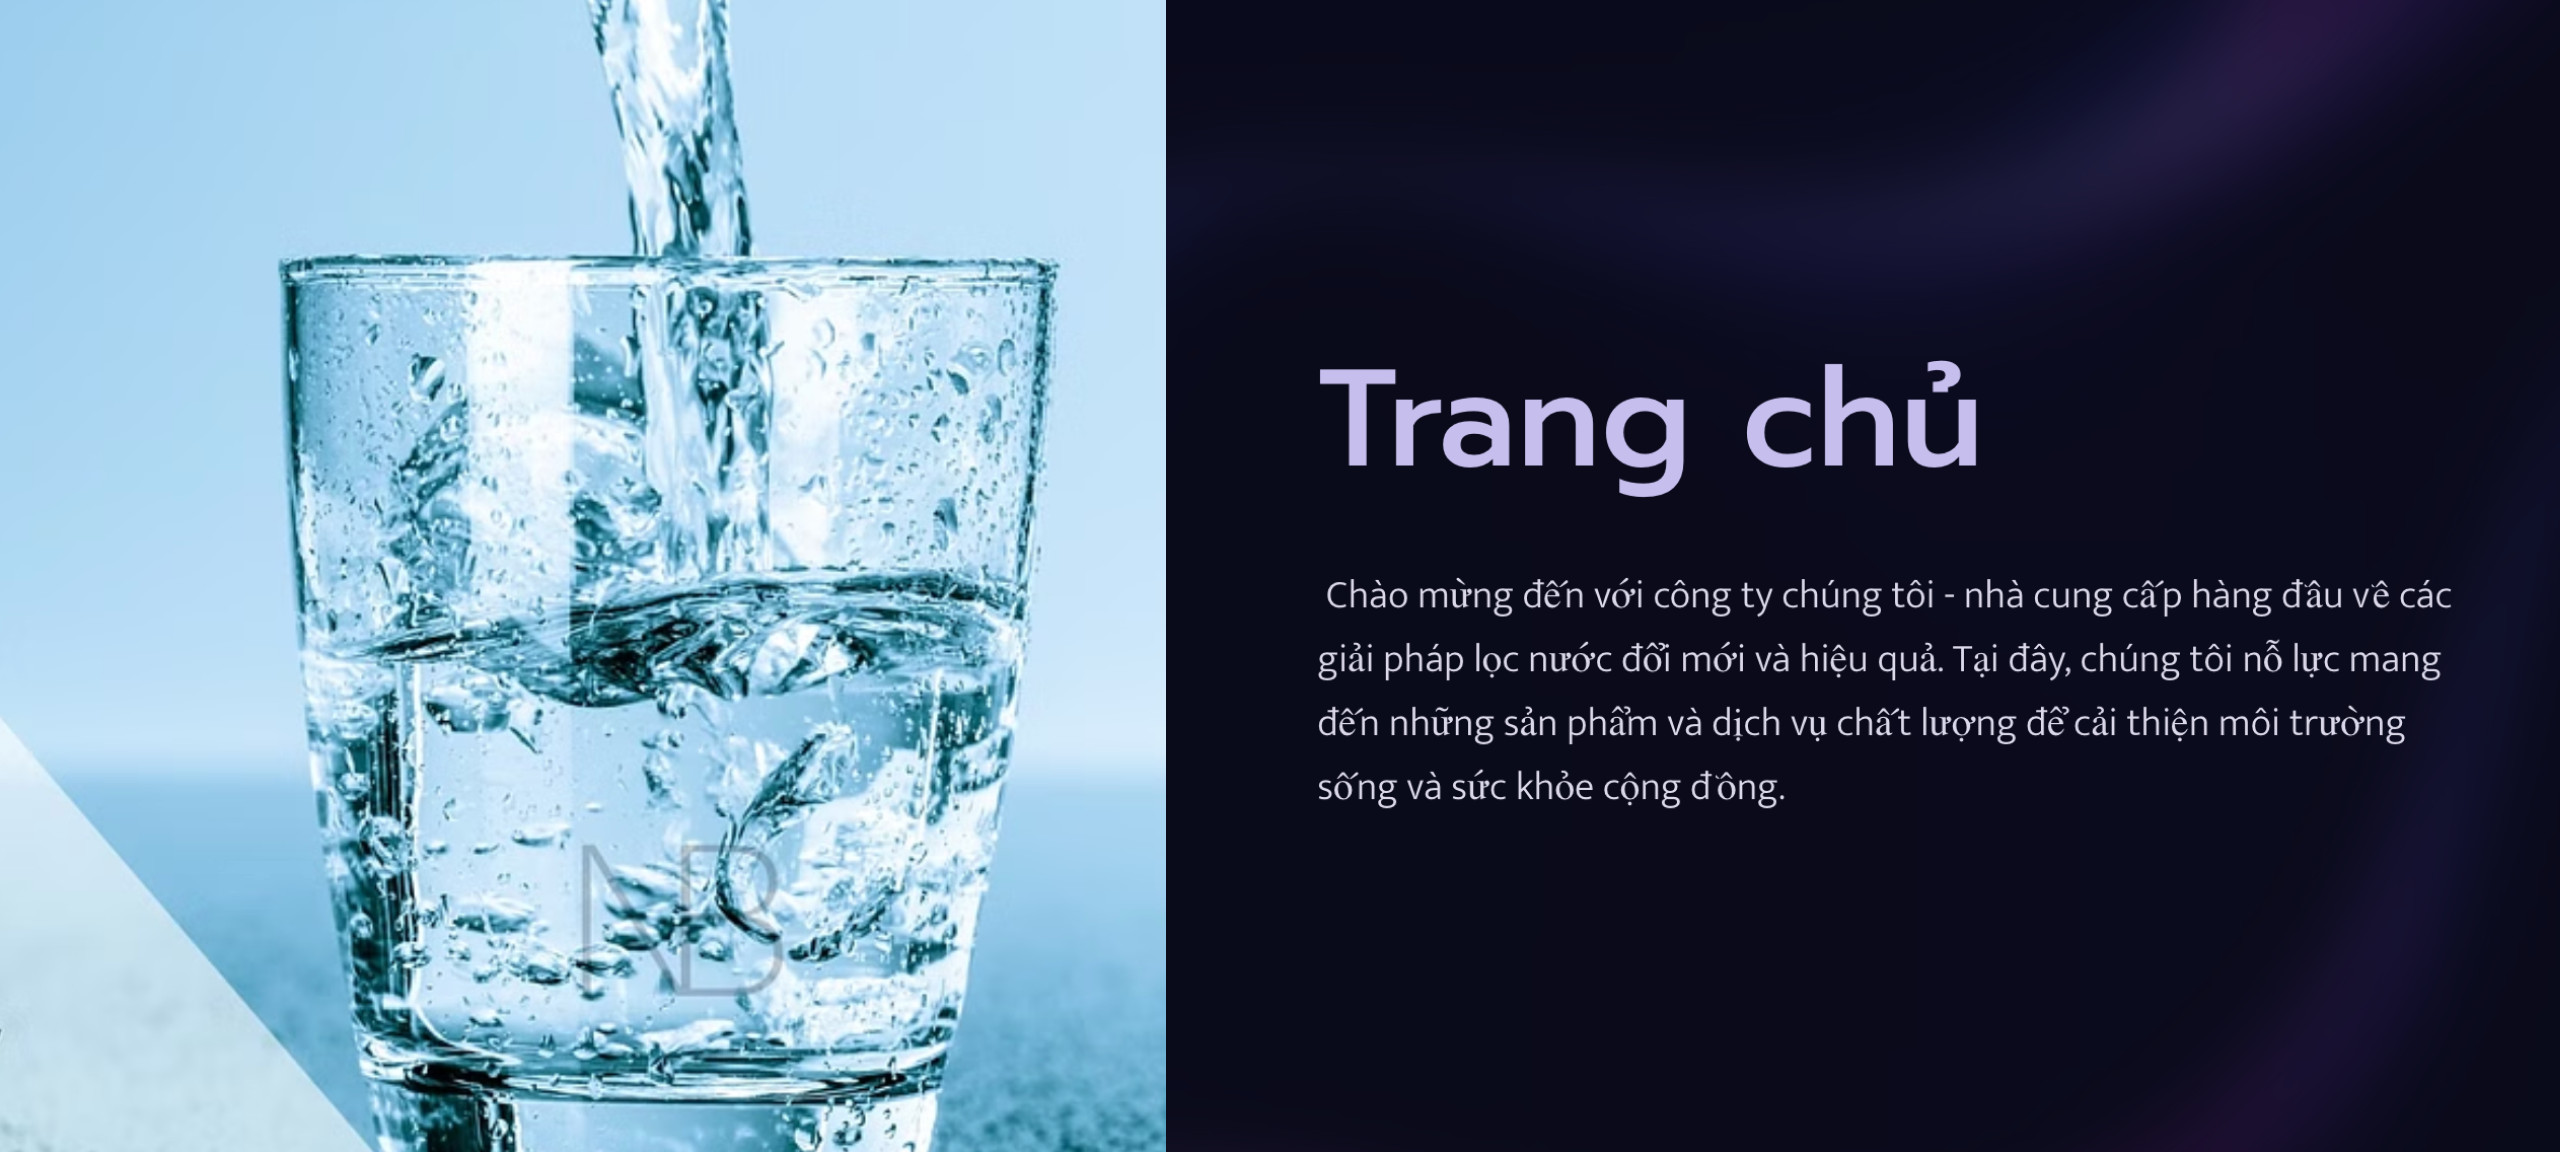 Trang chủ
Chào mừng đến với công ty chúng tôi - nhà cung cấp hàng đầu về các
giải pháp lọc nước đổi mới và hiệu quả. Tại đây, chúng tôi nỗ lực mang
đến những sản phẩm và dịch vụ chất lượng để cải thiện môi trường
sống và sức khỏe cộng đồng.
NB